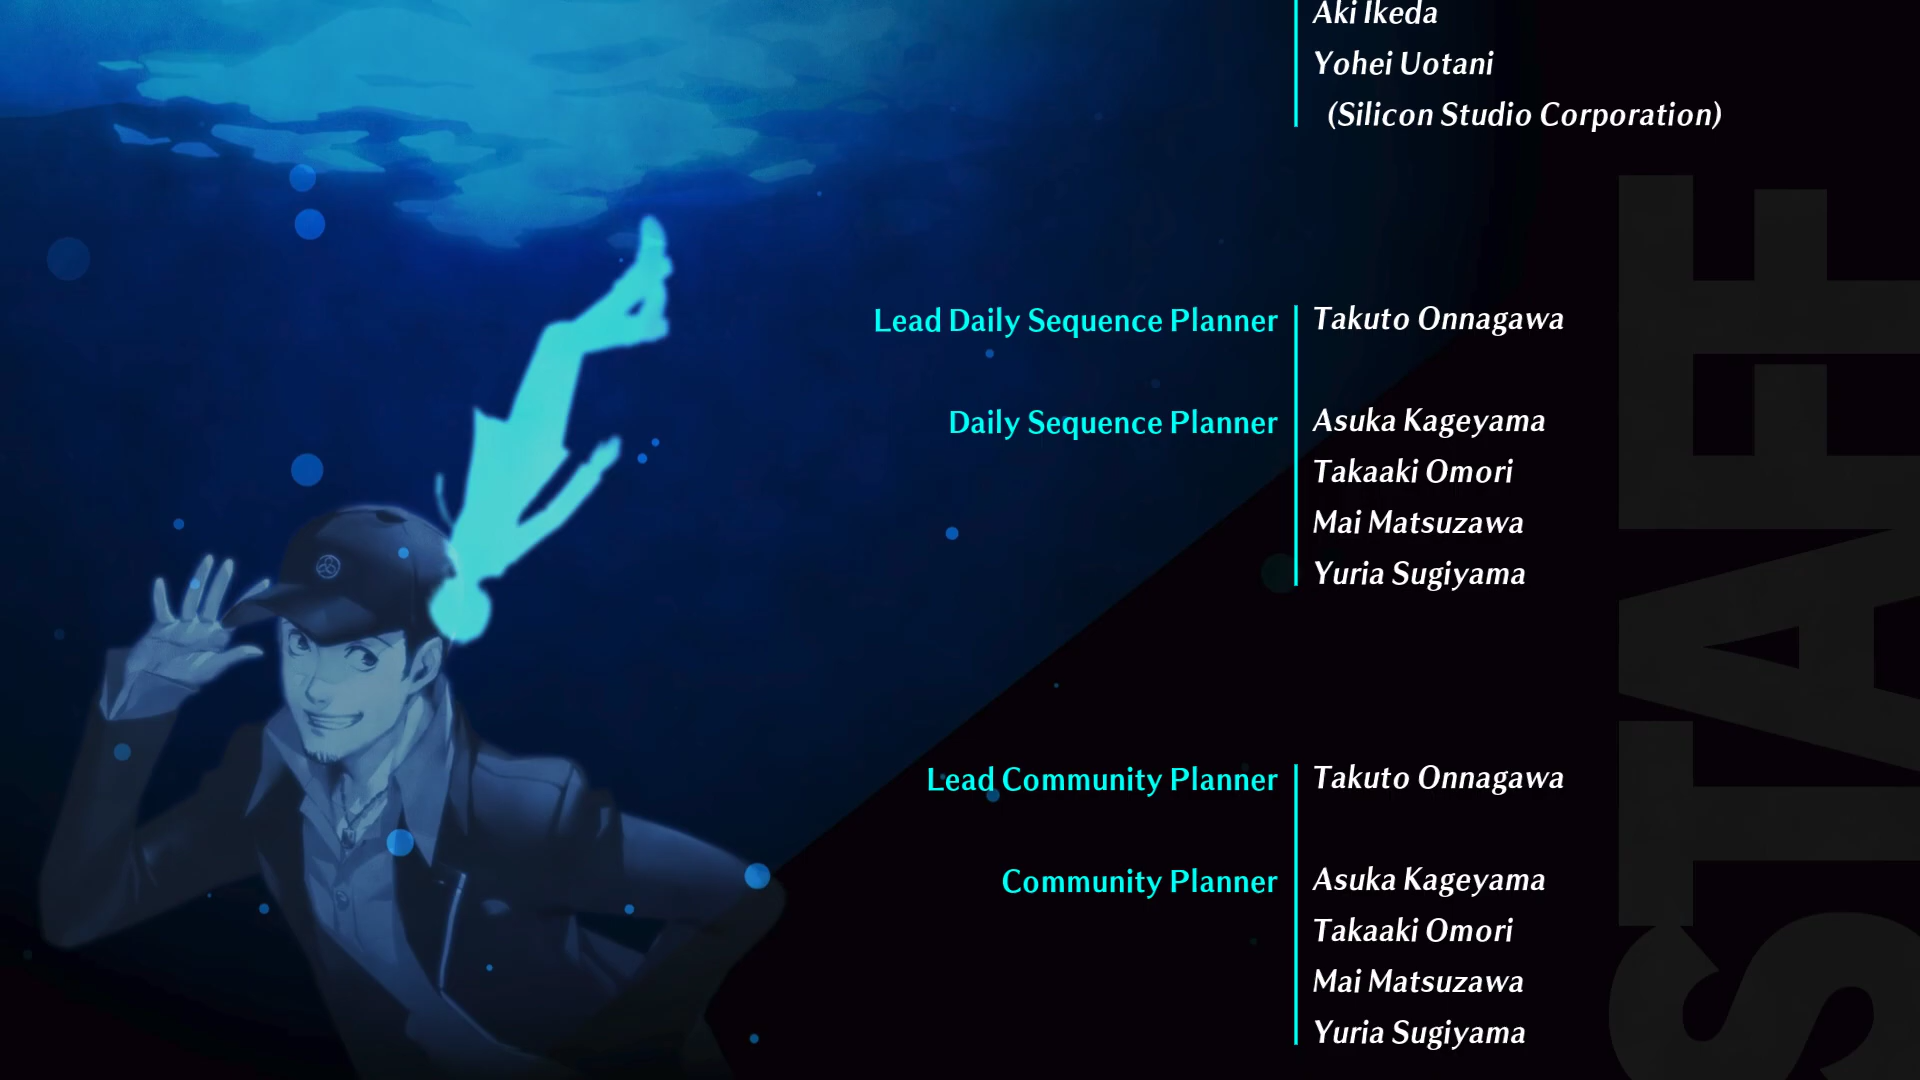 Aki Ikeda
Yohei Uotani
(Silicon Studio Corporation)
Lead Daily Sequence Planner Takuto Onnagawa
Daily Sequence Planner Asuka Kageyama
Takaaki Omori
Mai Matsuzawa
Yuria Sugiyama
Lead Community Planner Takuto Onnagawa
Community Planner Asuka Kageyama
Takaaki Omori
Mai Matsuzawa
Yuria Sugiyama
STAFF